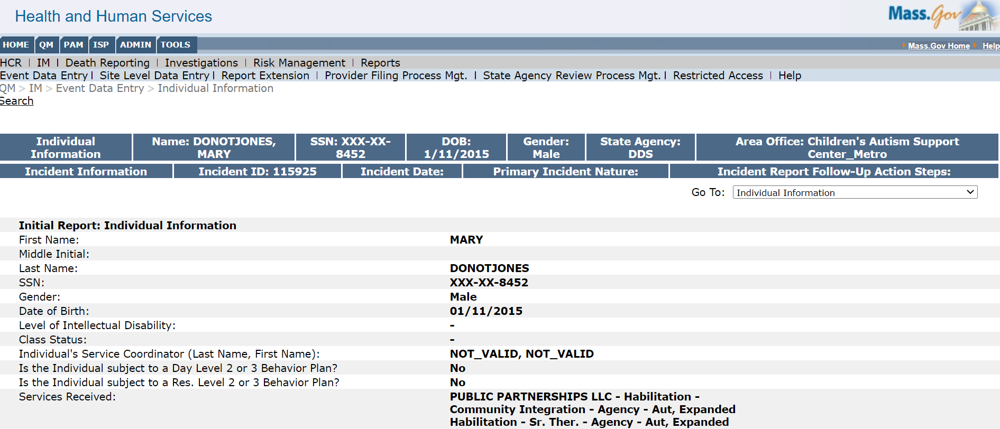 Health and Human Services
Mass.Gov
HOME QM PAM ISP ADMIN TOOLS
Mass.Gov Home Help
HCR | IM | Death Reporting | Investigations | Risk Management | Reports
Event Data Entry | Site Level Data Entry | Report Extension | Provider Filing Process Mgt. | State Agency Review Process Mgt. | Restricted Access | Help
QM > IM > Event Data Entry > Individual Information
Search
Individual Information
Name: DONOTJONES, MARY
SSN: XXX-XX-8452
DOB: 1/11/2015
Gender: Male
State Agency: DDS
Area Office: Children's Autism Support Center_Metro
Incident Information
Incident ID: 115925
Incident Date:
Primary Incident Nature:
Incident Report Follow-Up Action Steps:
Go To: Individual Information
Initial Report: Individual Information
First Name: MARY
Middle Initial:
Last Name: DONOTJONES
SSN: XXX-XX-8452
Gender: Male
Date of Birth: 01/11/2015
Level of Intellectual Disability: -
Class Status: -
Individual's Service Coordinator (Last Name, First Name): NOT_VALID, NOT_VALID
Is the Individual subject to a Day Level 2 or 3 Behavior Plan? No
Is the Individual subject to a Res. Level 2 or 3 Behavior Plan? No
Services Received: PUBLIC PARTNERSHIPS LLC - Habilitation -
Community Integration - Agency - Aut, Expanded
Habilitation - Sr. Ther. - Agency - Aut, Expanded